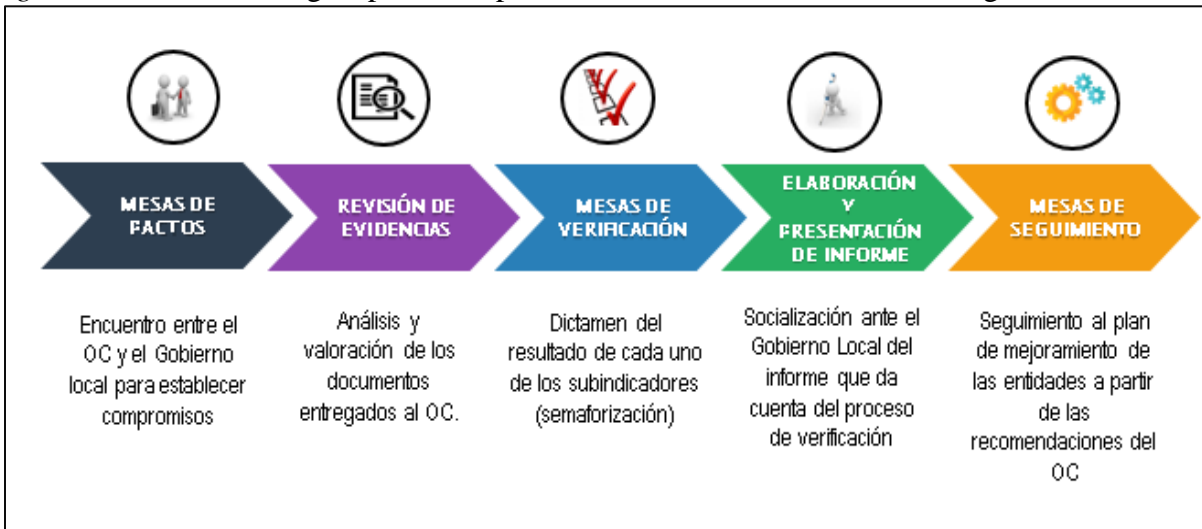 MESAS DE
PACTOS
REVISIÓN DE
EVIDENCIAS
MESAS DE
VERIFICACIÓN
ELABORACIÓN
Y
PRESENTACIÓN
DE INFORME
MESAS DE
SEGUIMIENTO
Encuentro entre el
OC y el Gobierno
local para establecer
compromisos
Análisis y
valoración de los
documentos
entregados al OC.
Dictamen del
resultado de cada uno
de los subindicadores
(semaforización)
Socialización ante el
Gobierno Local del
informe que da
cuenta del proceso
de verificación
Seguimiento al plan
de mejoramiento de
las entidades a partir
de las
recomendaciones del
OC